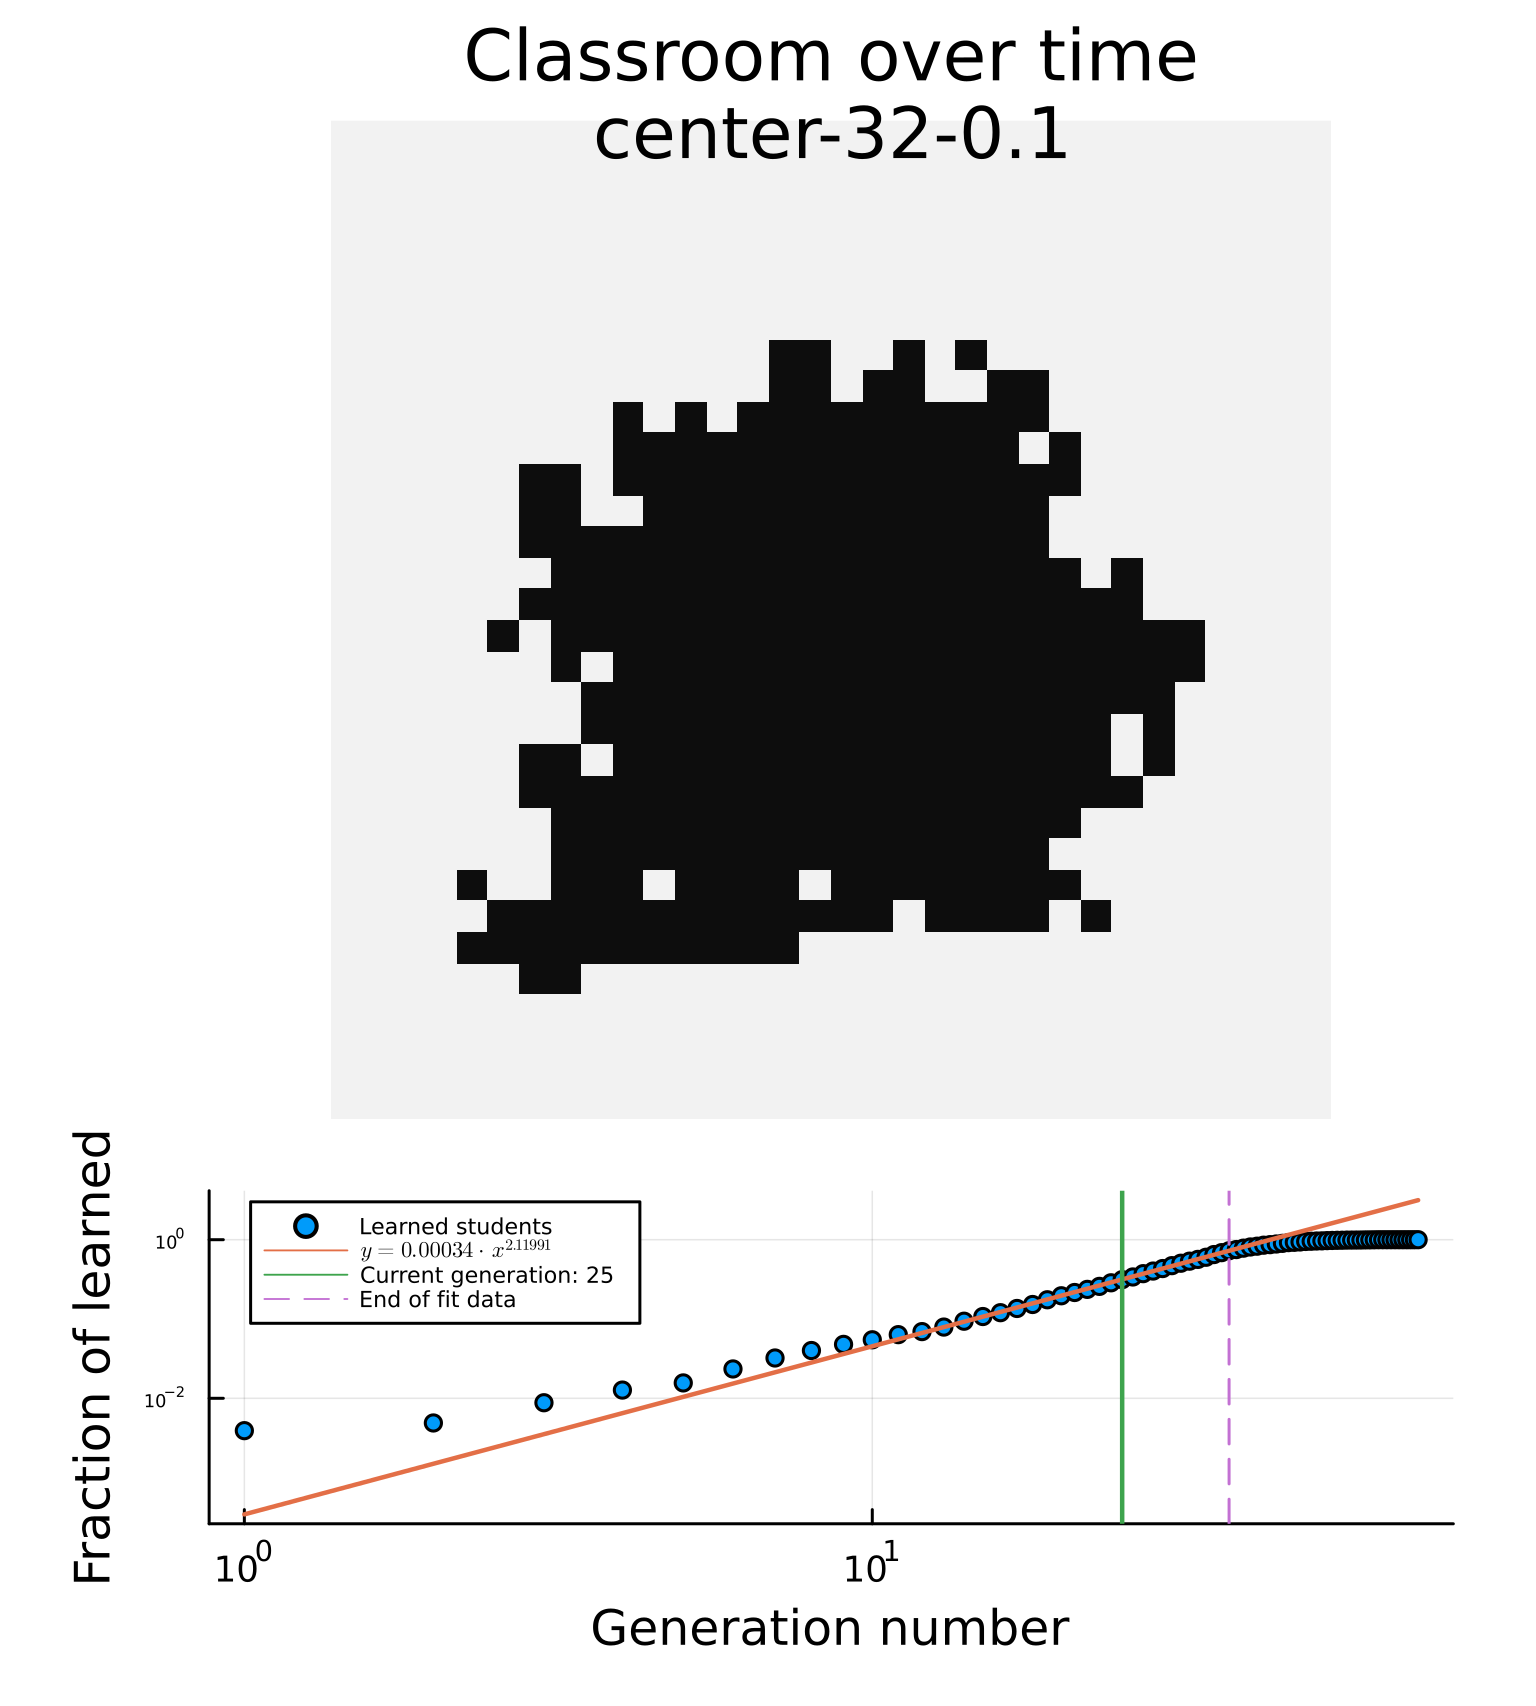 Classroom over time
center-32-0.1
Fraction of learned
10^0
10^−2
Learned students
y = 0.00034 · x^2.11991
Current generation: 25
End of fit data
10^0
10^1
Generation number